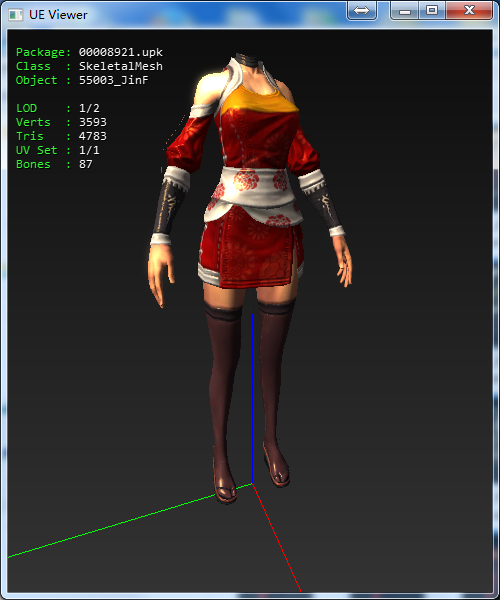 UE Viewer
Package: 00008921.upk
Class  : SkeletalMesh
Object : 55003_JinF
LOD    : 1/2
Verts  : 3593
Tris   : 4783
UV Set : 1/1
Bones  : 87